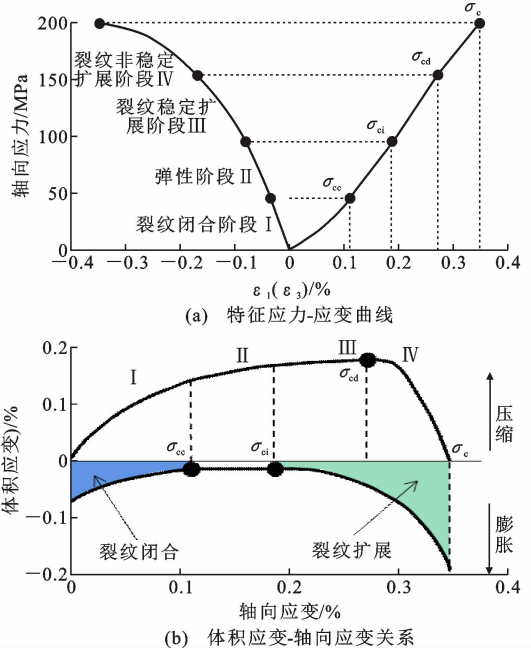 σc
200
裂纹非稳定
扩展阶段Ⅳ
σcd
150
裂纹稳定扩
展阶段Ⅲ
σci
100
弹性阶段Ⅱ
σcc
50
裂纹闭合阶段Ⅰ
0
轴向应力/MPa
−0.4 −0.3 −0.2 −0.1 0 0.1 0.2 0.3 0.4
ε1(ε3)/%
(a) 特征应力-应变曲线
0.2
Ⅰ Ⅱ Ⅲ Ⅳ
σcd
0.1
压缩
σcc σci σc
0
体积应变)/%
−0.1
裂纹闭合 裂纹扩展
膨胀
−0.2
0 0.1 0.2 0.3 0.4
轴向应变/%
(b) 体积应变-轴向应变关系